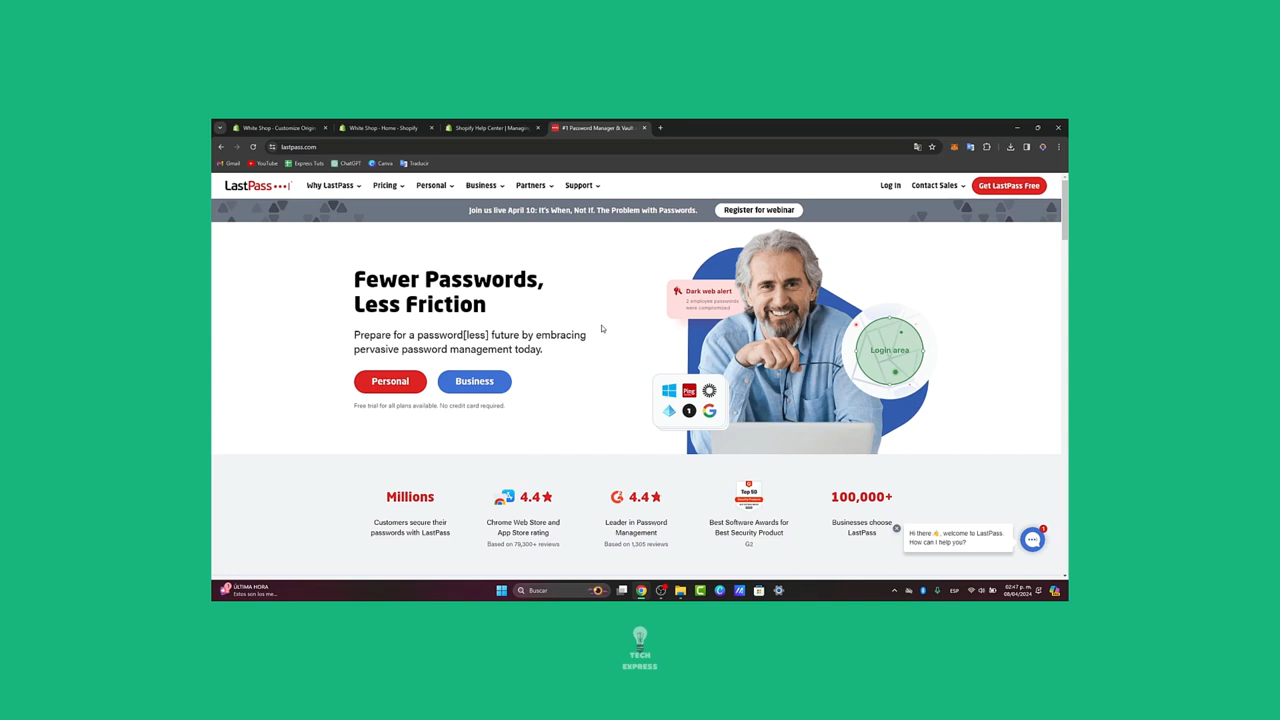 White Shop - Customize Origin
White Shop - Home - Shopify
Shopify Help Center | Managing
#1 Password Manager & Vault
lastpass.com
Gmail
YouTube
Express Tuts
ChatGPT
Canva
Traducir
LastPass
Why LastPass
Pricing
Personal
Business
Partners
Support
Log In
Contact Sales
Get LastPass Free
Join us live April 10: It's When, Not If. The Problem with Passwords.
Register for webinar
Fewer Passwords,
Less Friction
Prepare for a password[less] future by embracing
pervasive password management today.
Personal
Business
Free trial for all plans available. No credit card required.
Dark web alert
2 employee passwords
were compromized
Login area
Ping
1
Millions
Customers secure their
passwords with LastPass
4.4★
Chrome Web Store and
App Store rating
Based on 79,300+ reviews
4.4★
Leader in Password
Management
Based on 1,305 reviews
Top 50
Best Software Awards for
Best Security Product
G2
100,000+
Businesses choose
LastPass
Hi there 👋, welcome to LastPass.
How can I help you?
1
ÚLTIMA HORA
Estos son los me...
Buscar
ESP
02:47 p. m.
08/04/2024
TECH
EXPRESS